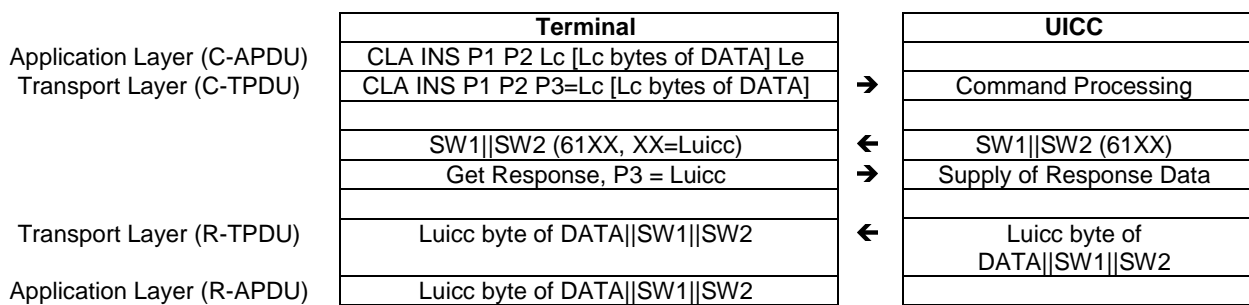 Terminal UICC
Application Layer (C-APDU) CLA INS P1 P2 Lc [Lc bytes of DATA] Le
Transport Layer (C-TPDU) CLA INS P1 P2 P3=Lc [Lc bytes of DATA] → Command Processing
SW1||SW2 (61XX, XX=Luicc) ← SW1||SW2 (61XX)
Get Response, P3 = Luicc → Supply of Response Data
Transport Layer (R-TPDU) Luicc byte of DATA||SW1||SW2 ← Luicc byte of
DATA||SW1||SW2
Application Layer (R-APDU) Luicc byte of DATA||SW1||SW2